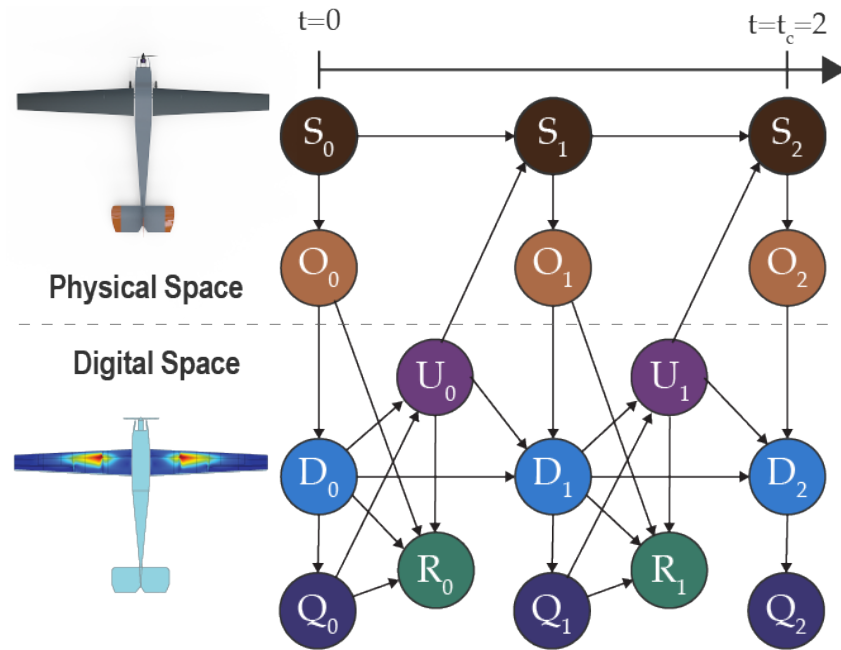 t=0 t=t_c=2
S_0 S_1 S_2
O_0 O_1 O_2
Physical Space
Digital Space
U_0 U_1
D_0 D_1 D_2
R_0 R_1
Q_0 Q_1 Q_2